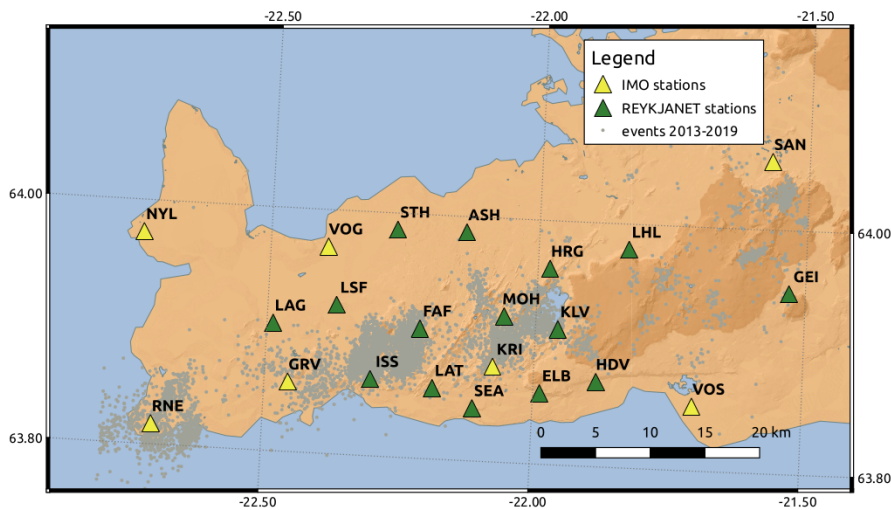 -22.50
-22.00
-21.50
Legend
IMO stations
REYKJANET stations
events 2013-2019
SAN
64.00
NYL
STH
ASH
VOG
LHL
64.00
HRG
GEI
LSF
LAG
FAF
MOH
KLV
GRV
ISS
KRI
LAT
ELB
HDV
SEA
VOS
RNE
63.80
0 5 10 15 20 km
63.80
-22.50
-22.00
-21.50